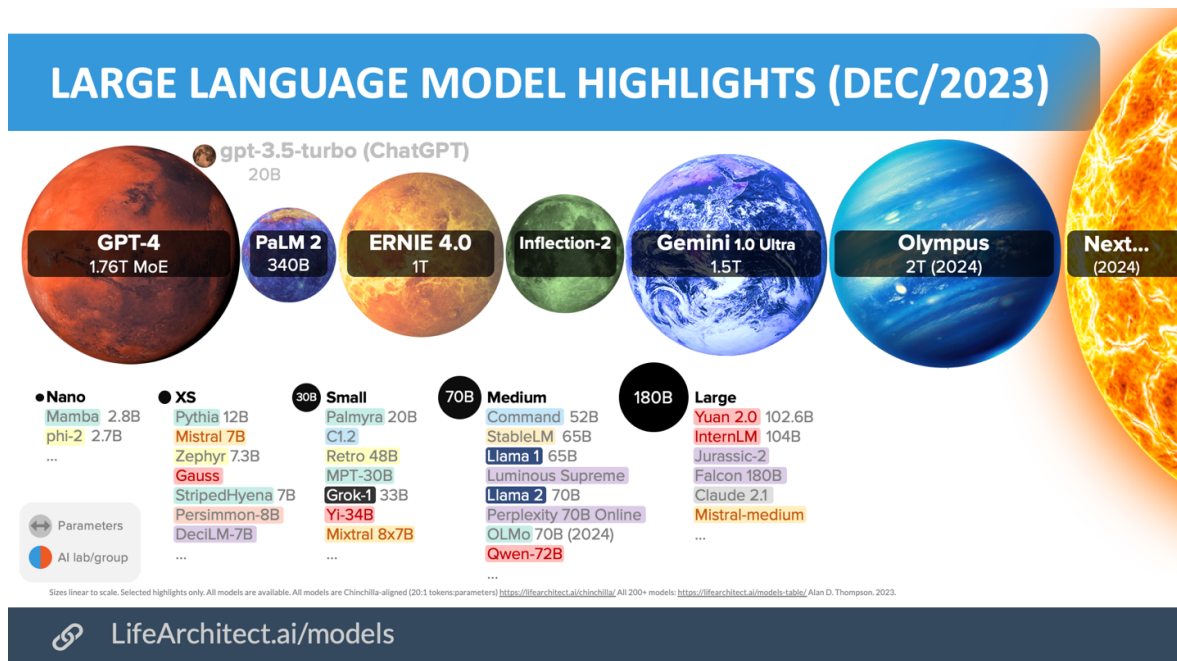 LARGE LANGUAGE MODEL HIGHLIGHTS (DEC/2023)
gpt-3.5-turbo (ChatGPT)
20B
GPT-4
1.76T MoE
PaLM 2
340B
ERNIE 4.0
1T
Inflection-2
Gemini 1.0 Ultra
1.5T
Olympus
2T (2024)
Next...
(2024)
Nano
Mamba 2.8B
phi-2 2.7B
...
XS
Pythia 12B
Mistral 7B
Zephyr 7.3B
Gauss
StripedHyena 7B
Persimmon-8B
DeciLM-7B
...
30B Small
Palmyra 20B
C1.2
Retro 48B
MPT-30B
Grok-1 33B
Yi-34B
Mixtral 8x7B
...
70B Medium
Command 52B
StableLM 65B
Llama 1 65B
Luminous Supreme
Llama 2 70B
Perplexity 70B Online
OLMo 70B (2024)
Qwen-72B
...
180B Large
Yuan 2.0 102.6B
InternLM 104B
Jurassic-2
Falcon 180B
Claude 2.1
Mistral-medium
...
Parameters
AI lab/group
Sizes linear to scale. Selected highlights only. All models are available. All models are Chinchilla-aligned (20:1 tokens:parameters) https://lifearchitect.ai/chinchilla/ All 200+ models: https://lifearchitect.ai/models-table/ Alan D. Thompson. 2023.
LifeArchitect.ai/models